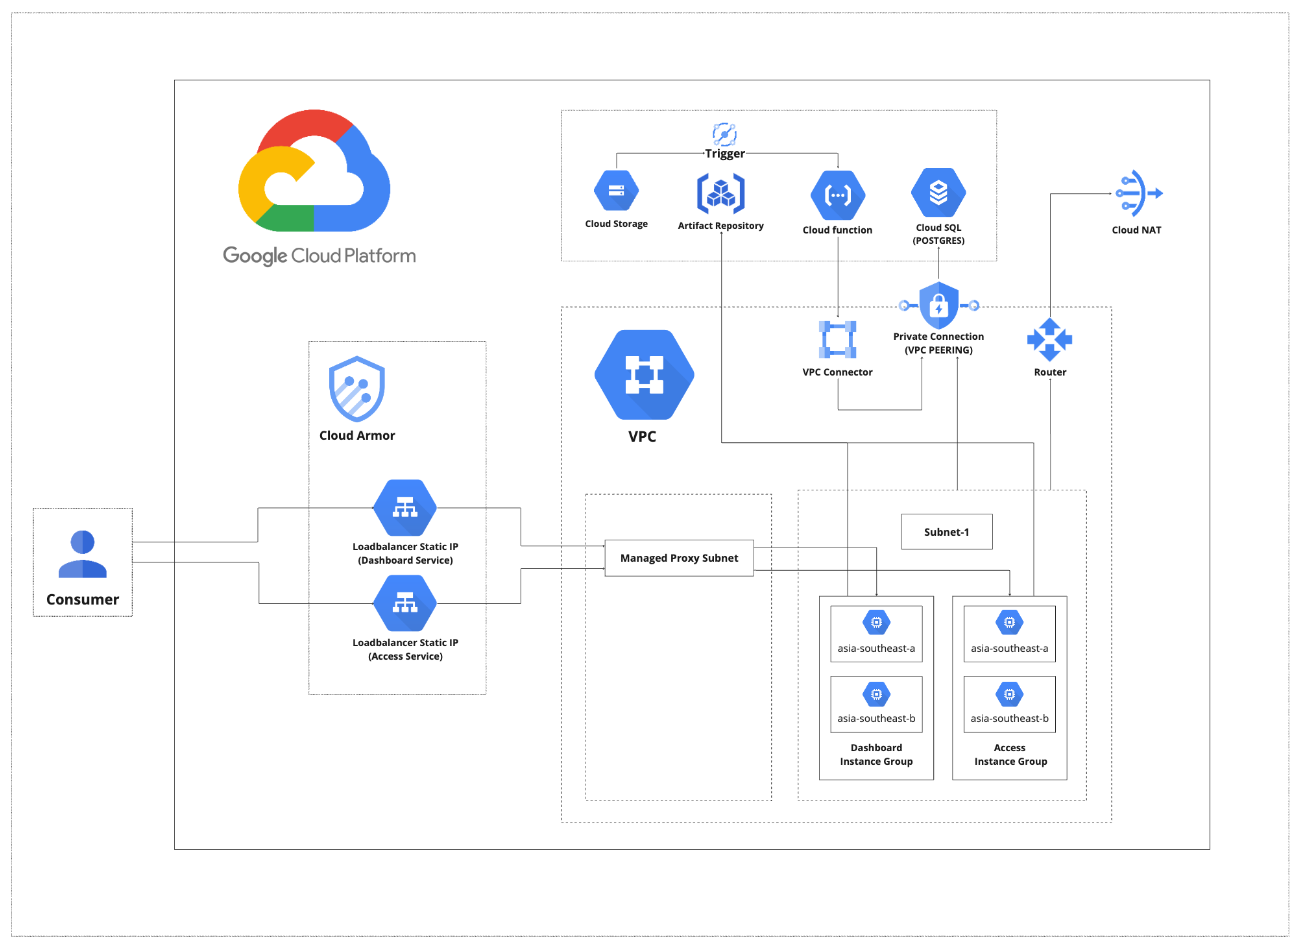 Google Cloud Platform
Trigger
Cloud Storage
Artifact Repository
Cloud function
Cloud SQL
(POSTGRES)
Cloud NAT
VPC
VPC Connector
Private Connection
(VPC PEERING)
Router
Cloud Armor
Loadbalancer Static IP
(Dashboard Service)
Loadbalancer Static IP
(Access Service)
Consumer
Managed Proxy Subnet
Subnet-1
asia-southeast-a
asia-southeast-b
Dashboard
Instance Group
asia-southeast-a
asia-southeast-b
Access
Instance Group